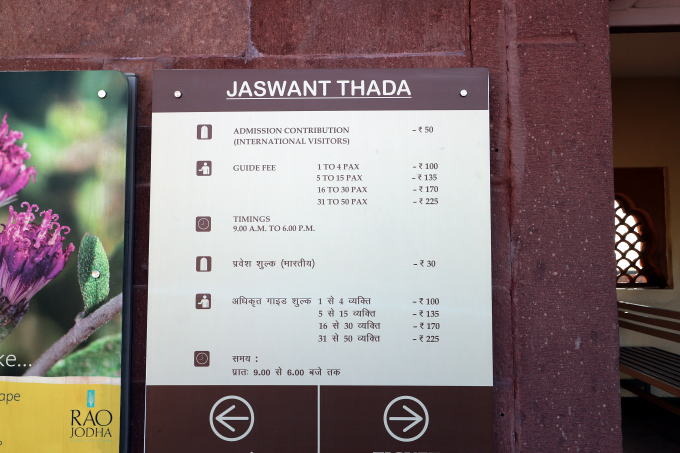 JASWANT THADA
ADMISSION CONTRIBUTION - ₹ 50
(INTERNATIONAL VISITORS)
GUIDE FEE 1 TO 4 PAX - ₹ 100
5 TO 15 PAX - ₹ 135
16 TO 30 PAX - ₹ 170
31 TO 50 PAX - ₹ 225
TIMINGS
9.00 A.M. TO 6.00 P.M.
प्रवेश शुल्क (भारतीय) - ₹ 30
अधिकृत गाइड शुल्क 1 से 4 व्यक्ति - ₹ 100
5 से 15 व्यक्ति - ₹ 135
16 से 30 व्यक्ति - ₹ 170
31 से 50 व्यक्ति - ₹ 225
समय :
प्रातः 9.00 से 6.00 बजे तक
RAO
JODHA